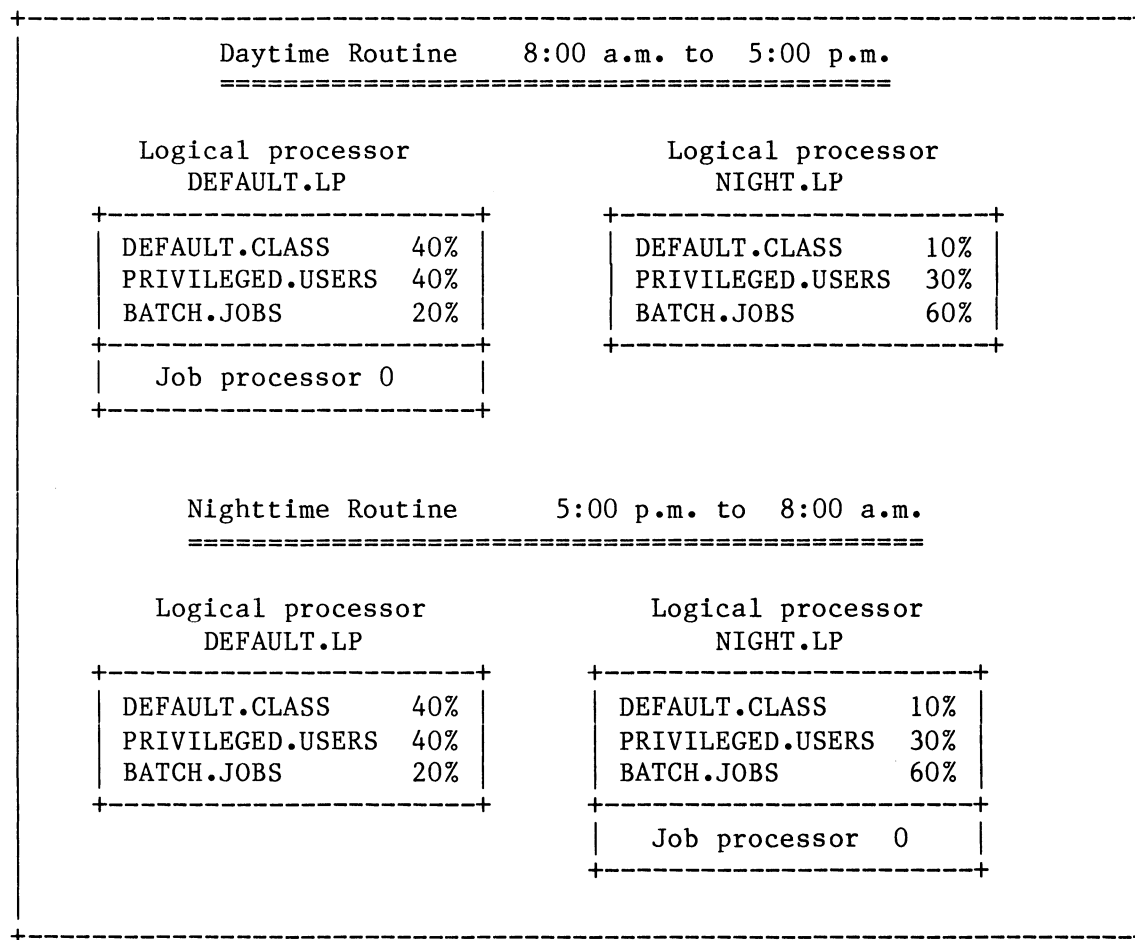 Daytime Routine 8:00 a.m. to 5:00 p.m.
==========================================
Logical processor Logical processor
DEFAULT.LP NIGHT.LP
DEFAULT.CLASS 40% DEFAULT.CLASS 10%
PRIVILEGED.USERS 40% PRIVILEGED.USERS 30%
BATCH.JOBS 20% BATCH.JOBS 60%
Job processor 0
Nighttime Routine 5:00 p.m. to 8:00 a.m.
==============================================
Logical processor Logical processor
DEFAULT.LP NIGHT.LP
DEFAULT.CLASS 40% DEFAULT.CLASS 10%
PRIVILEGED.USERS 40% PRIVILEGED.USERS 30%
BATCH.JOBS 20% BATCH.JOBS 60%
Job processor 0